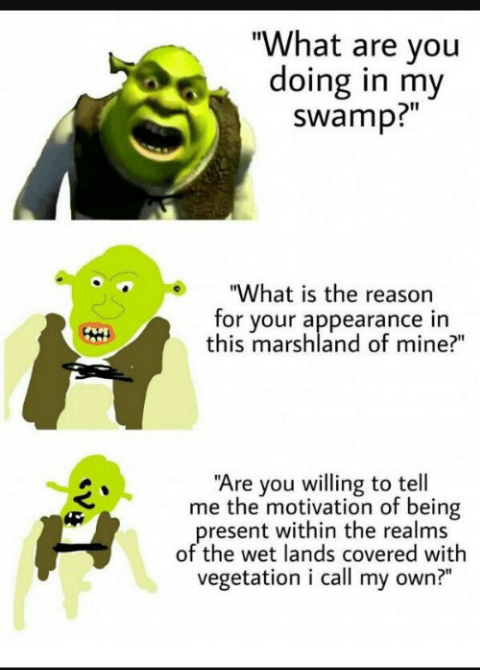 "What are you
doing in my
swamp?"
"What is the reason
for your appearance in
this marshland of mine?"
"Are you willing to tell
me the motivation of being
present within the realms
of the wet lands covered with
vegetation i call my own?"